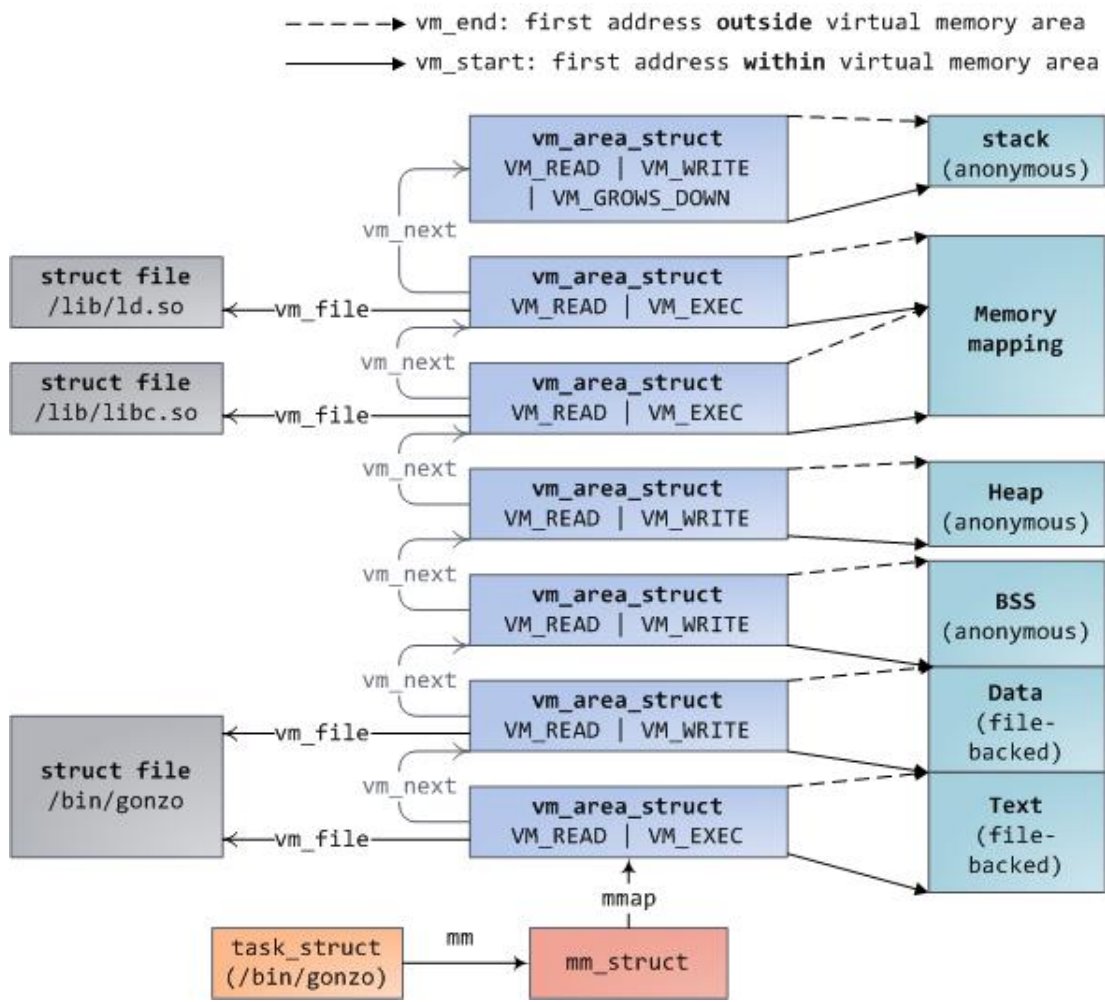 vm_end: first address outside virtual memory area
vm_start: first address within virtual memory area
vm_area_struct
VM_READ | VM_WRITE
| VM_GROWS_DOWN
stack
(anonymous)
vm_next
struct file
/lib/ld.so
vm_file
vm_area_struct
VM_READ | VM_EXEC
Memory
mapping
vm_next
struct file
/lib/libc.so
vm_file
vm_area_struct
VM_READ | VM_EXEC
vm_next
vm_area_struct
VM_READ | VM_WRITE
Heap
(anonymous)
vm_next
vm_area_struct
VM_READ | VM_WRITE
BSS
(anonymous)
vm_next
vm_area_struct
VM_READ | VM_WRITE
Data
(file-
backed)
vm_file
struct file
/bin/gonzo
vm_next
vm_file
vm_area_struct
VM_READ | VM_EXEC
Text
(file-
backed)
mmap
task_struct
(/bin/gonzo)
mm
mm_struct